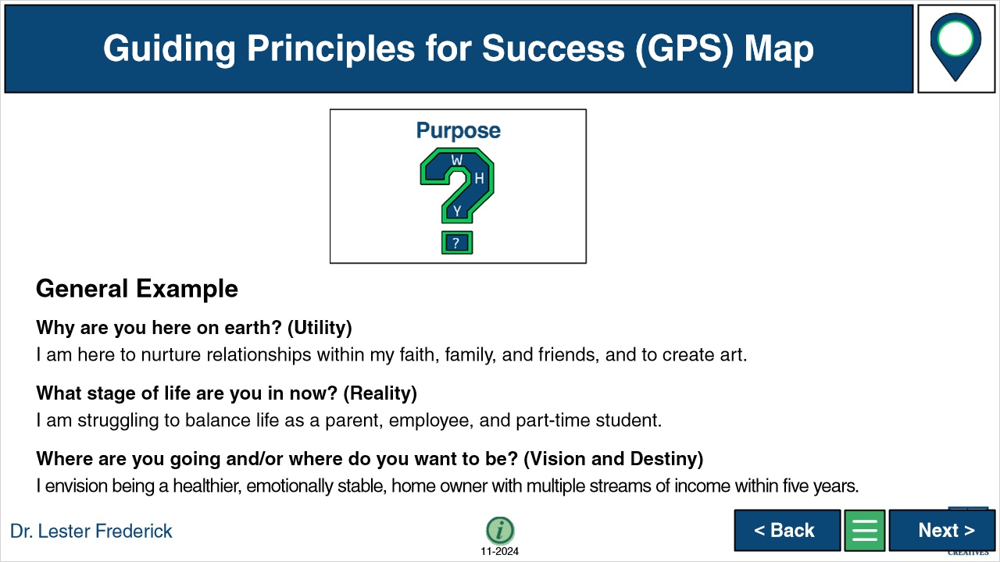 Guiding Principles for Success (GPS) Map
Purpose
W
H
Y
?
General Example
Why are you here on earth? (Utility)
I am here to nurture relationships within my faith, family, and friends, and to create art.
What stage of life are you in now? (Reality)
I am struggling to balance life as a parent, employee, and part-time student.
Where are you going and/or where do you want to be? (Vision and Destiny)
I envision being a healthier, emotionally stable, home owner with multiple streams of income within five years.
Dr. Lester Frederick
i
11-2024
< Back
Next >
CREATIVES